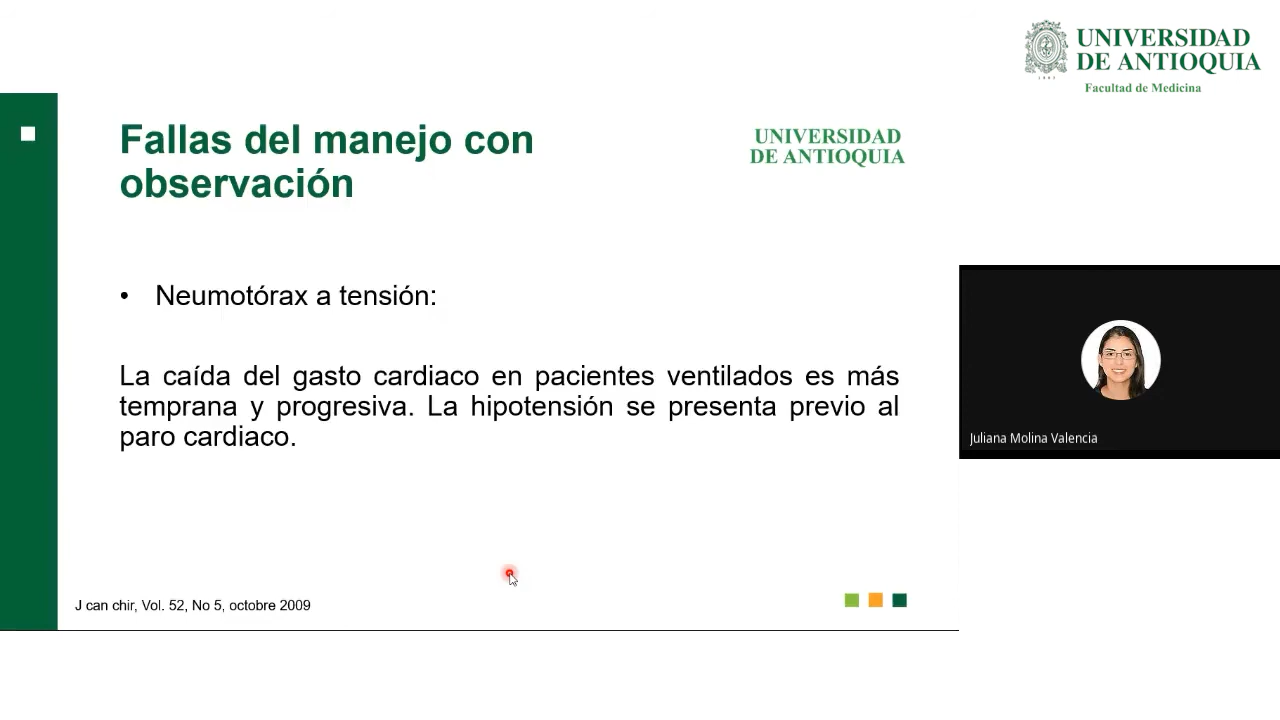 UNIVERSIDAD
DE ANTIOQUIA
Facultad de Medicina
Fallas del manejo con
observación
UNIVERSIDAD
DE ANTIOQUIA
• Neumotórax a tensión:
La caída del gasto cardiaco en pacientes ventilados es más
temprana y progresiva. La hipotensión se presenta previo al
paro cardiaco.
Juliana Molina Valencia
J can chir, Vol. 52, No 5, octobre 2009